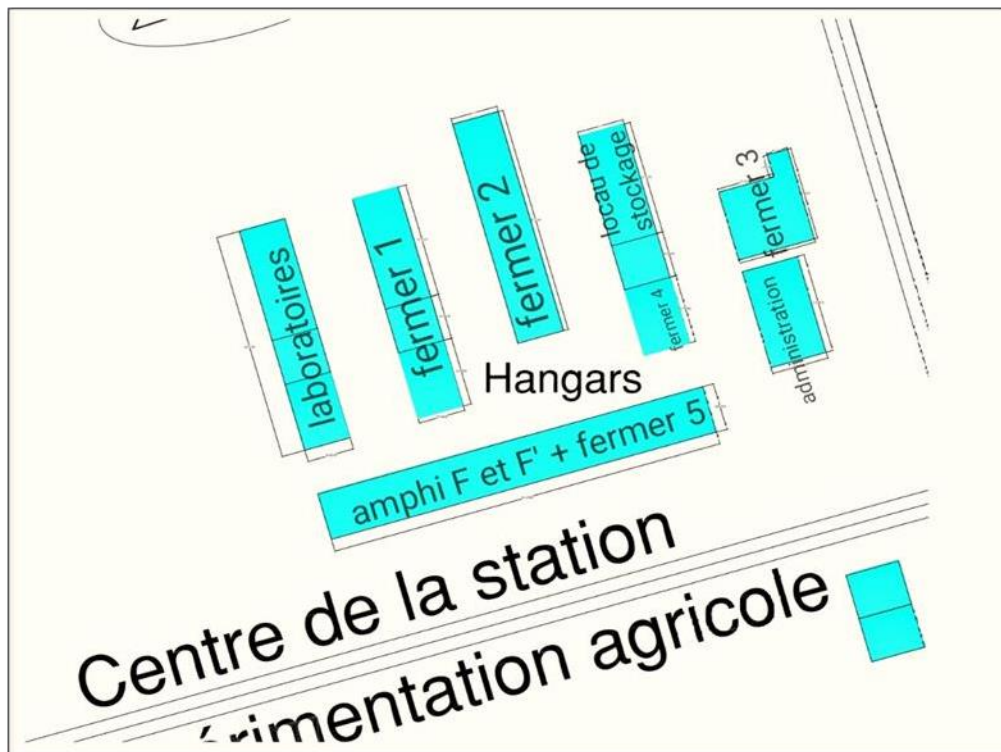 laboratoires
fermer 1
fermer 2
locau de
stockage
fermer 4
fermer 3
administration
Hangars
amphi F et F' + fermer 5
Centre de la station
érimentation agricole